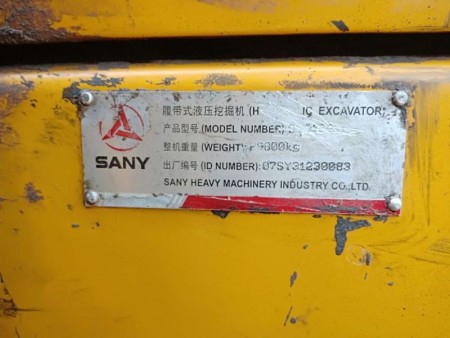 履带式液压挖掘机 (H IC EXCAVATOR)
产品型号 (MODEL NUMBER)
整机重量 (WEIGHT)
出厂编号 (ID NUMBER): 07SY31230083
SANY
SANY HEAVY MACHINERY INDUSTRY CO.,LTD.